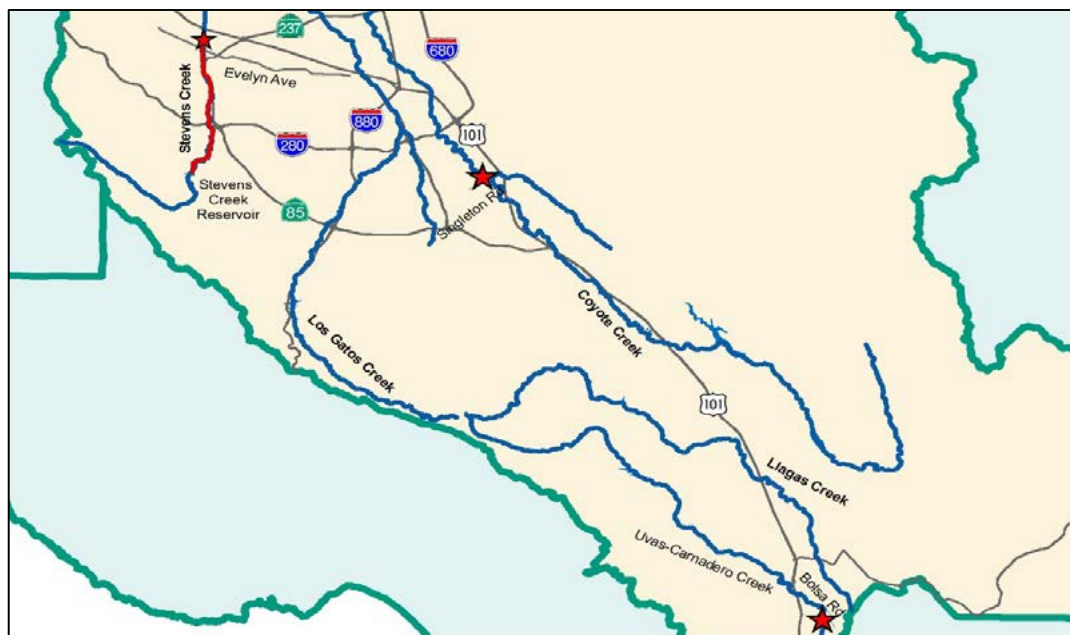 237
680
Evelyn Ave
Stevens Creek
880
101
280
Stevens
Creek
Reservoir
Singleton Rd
85
Coyote Creek
Los Gatos Creek
101
Llagas Creek
Uvas-Carnadero Creek
Bolsa Rd